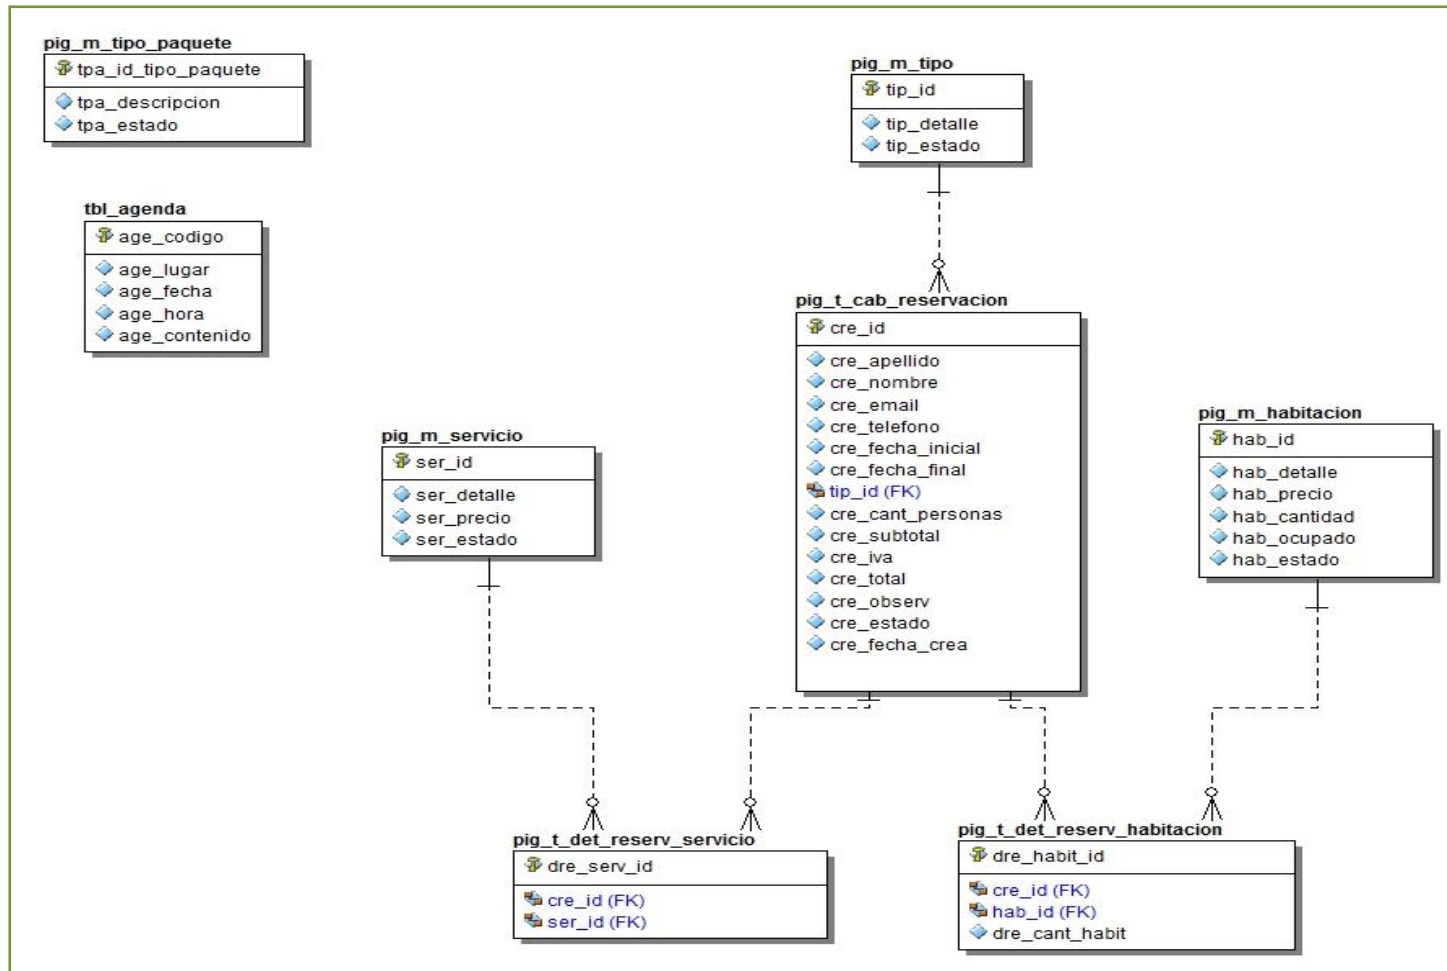 pig_m_tipo_paquete
tpa_id_tipo_paquete
tpa_descripcion
tpa_estado
tbl_agenda
age_codigo
age_lugar
age_fecha
age_hora
age_contenido
pig_m_tipo
tip_id
tip_detalle
tip_estado
pig_t_cab_reservacion
cre_id
cre_apellido
cre_nombre
cre_email
cre_telefono
cre_fecha_inicial
cre_fecha_final
tip_id (FK)
cre_cant_personas
cre_subtotal
cre_iva
cre_total
cre_observ
cre_estado
cre_fecha_crea
pig_m_servicio
ser_id
ser_detalle
ser_precio
ser_estado
pig_m_habitacion
hab_id
hab_detalle
hab_precio
hab_cantidad
hab_ocupado
hab_estado
pig_t_det_reserv_servicio
dre_serv_id
cre_id (FK)
ser_id (FK)
pig_t_det_reserv_habitacion
dre_habit_id
cre_id (FK)
hab_id (FK)
dre_cant_habit